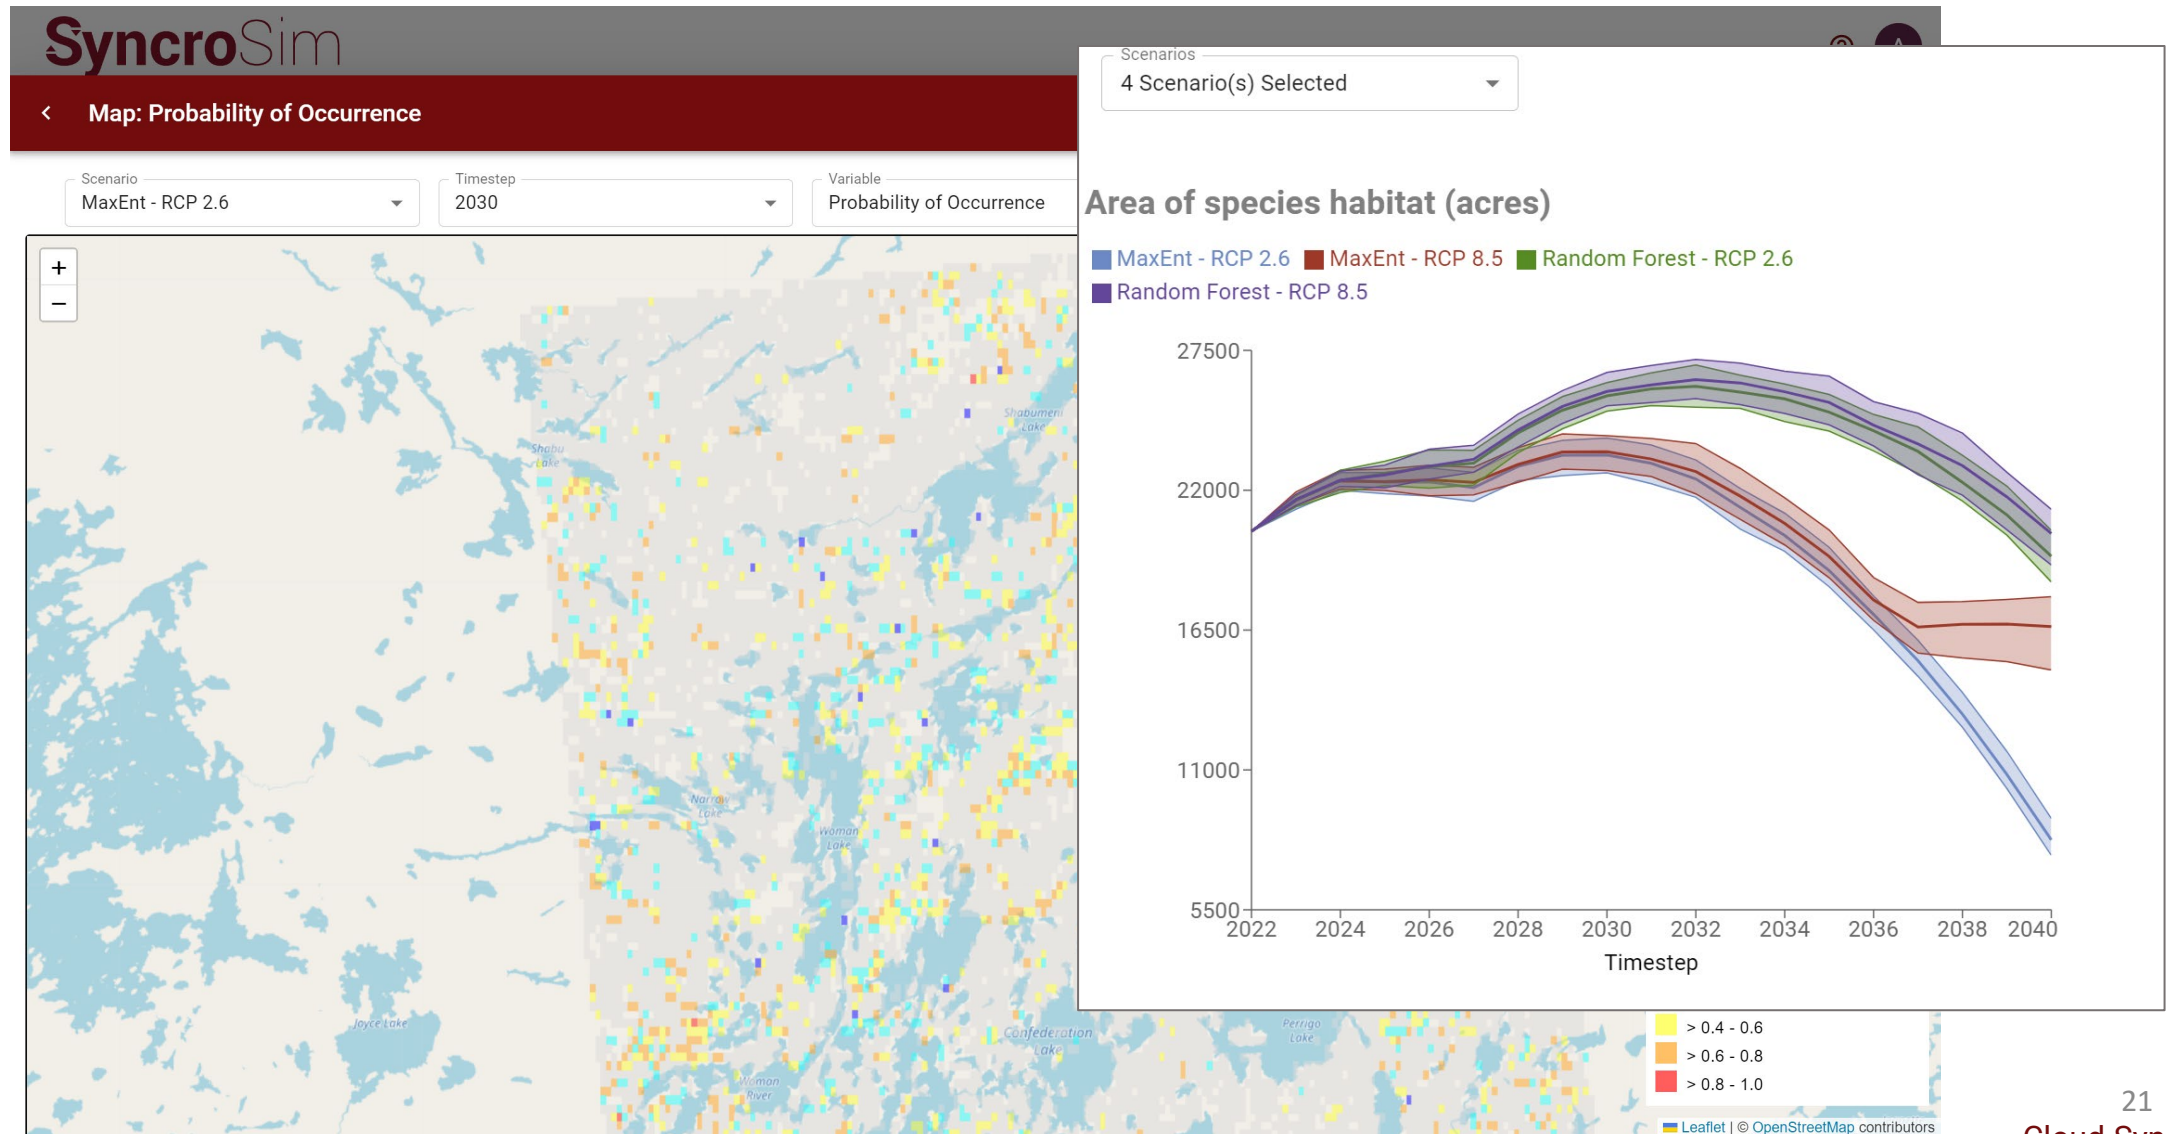 SyncroSim
Map: Probability of Occurrence
Scenario
MaxEnt - RCP 2.6
Timestep
2030
Variable
Probability of Occurrence
+
−
Shabumeni
Lake
Shabu
Lake
Narrow
Lake
Woman
Lake
Joyce Lake
Confederation
Lake
Perrigo
Lake
Woman
River
Scenarios
4 Scenario(s) Selected
Area of species habitat (acres)
MaxEnt - RCP 2.6 MaxEnt - RCP 8.5 Random Forest - RCP 2.6
Random Forest - RCP 8.5
27500
22000
16500
11000
5500
2022 2024 2026 2028 2030 2032 2034 2036 2038 2040
Timestep
> 0.4 - 0.6
> 0.6 - 0.8
> 0.8 - 1.0
Leaflet | © OpenStreetMap contributors
21